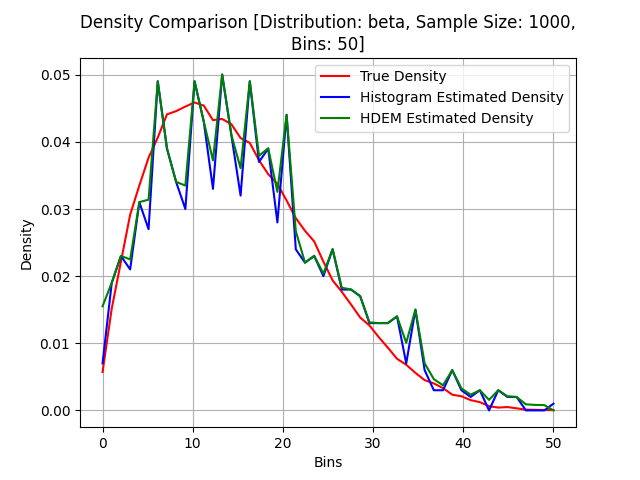 Density Comparison [Distribution: beta, Sample Size: 1000,
Bins: 50]
True Density
Histogram Estimated Density
HDEM Estimated Density
Density
0.05
0.04
0.03
0.02
0.01
0.00
0
10
20
30
40
50
Bins